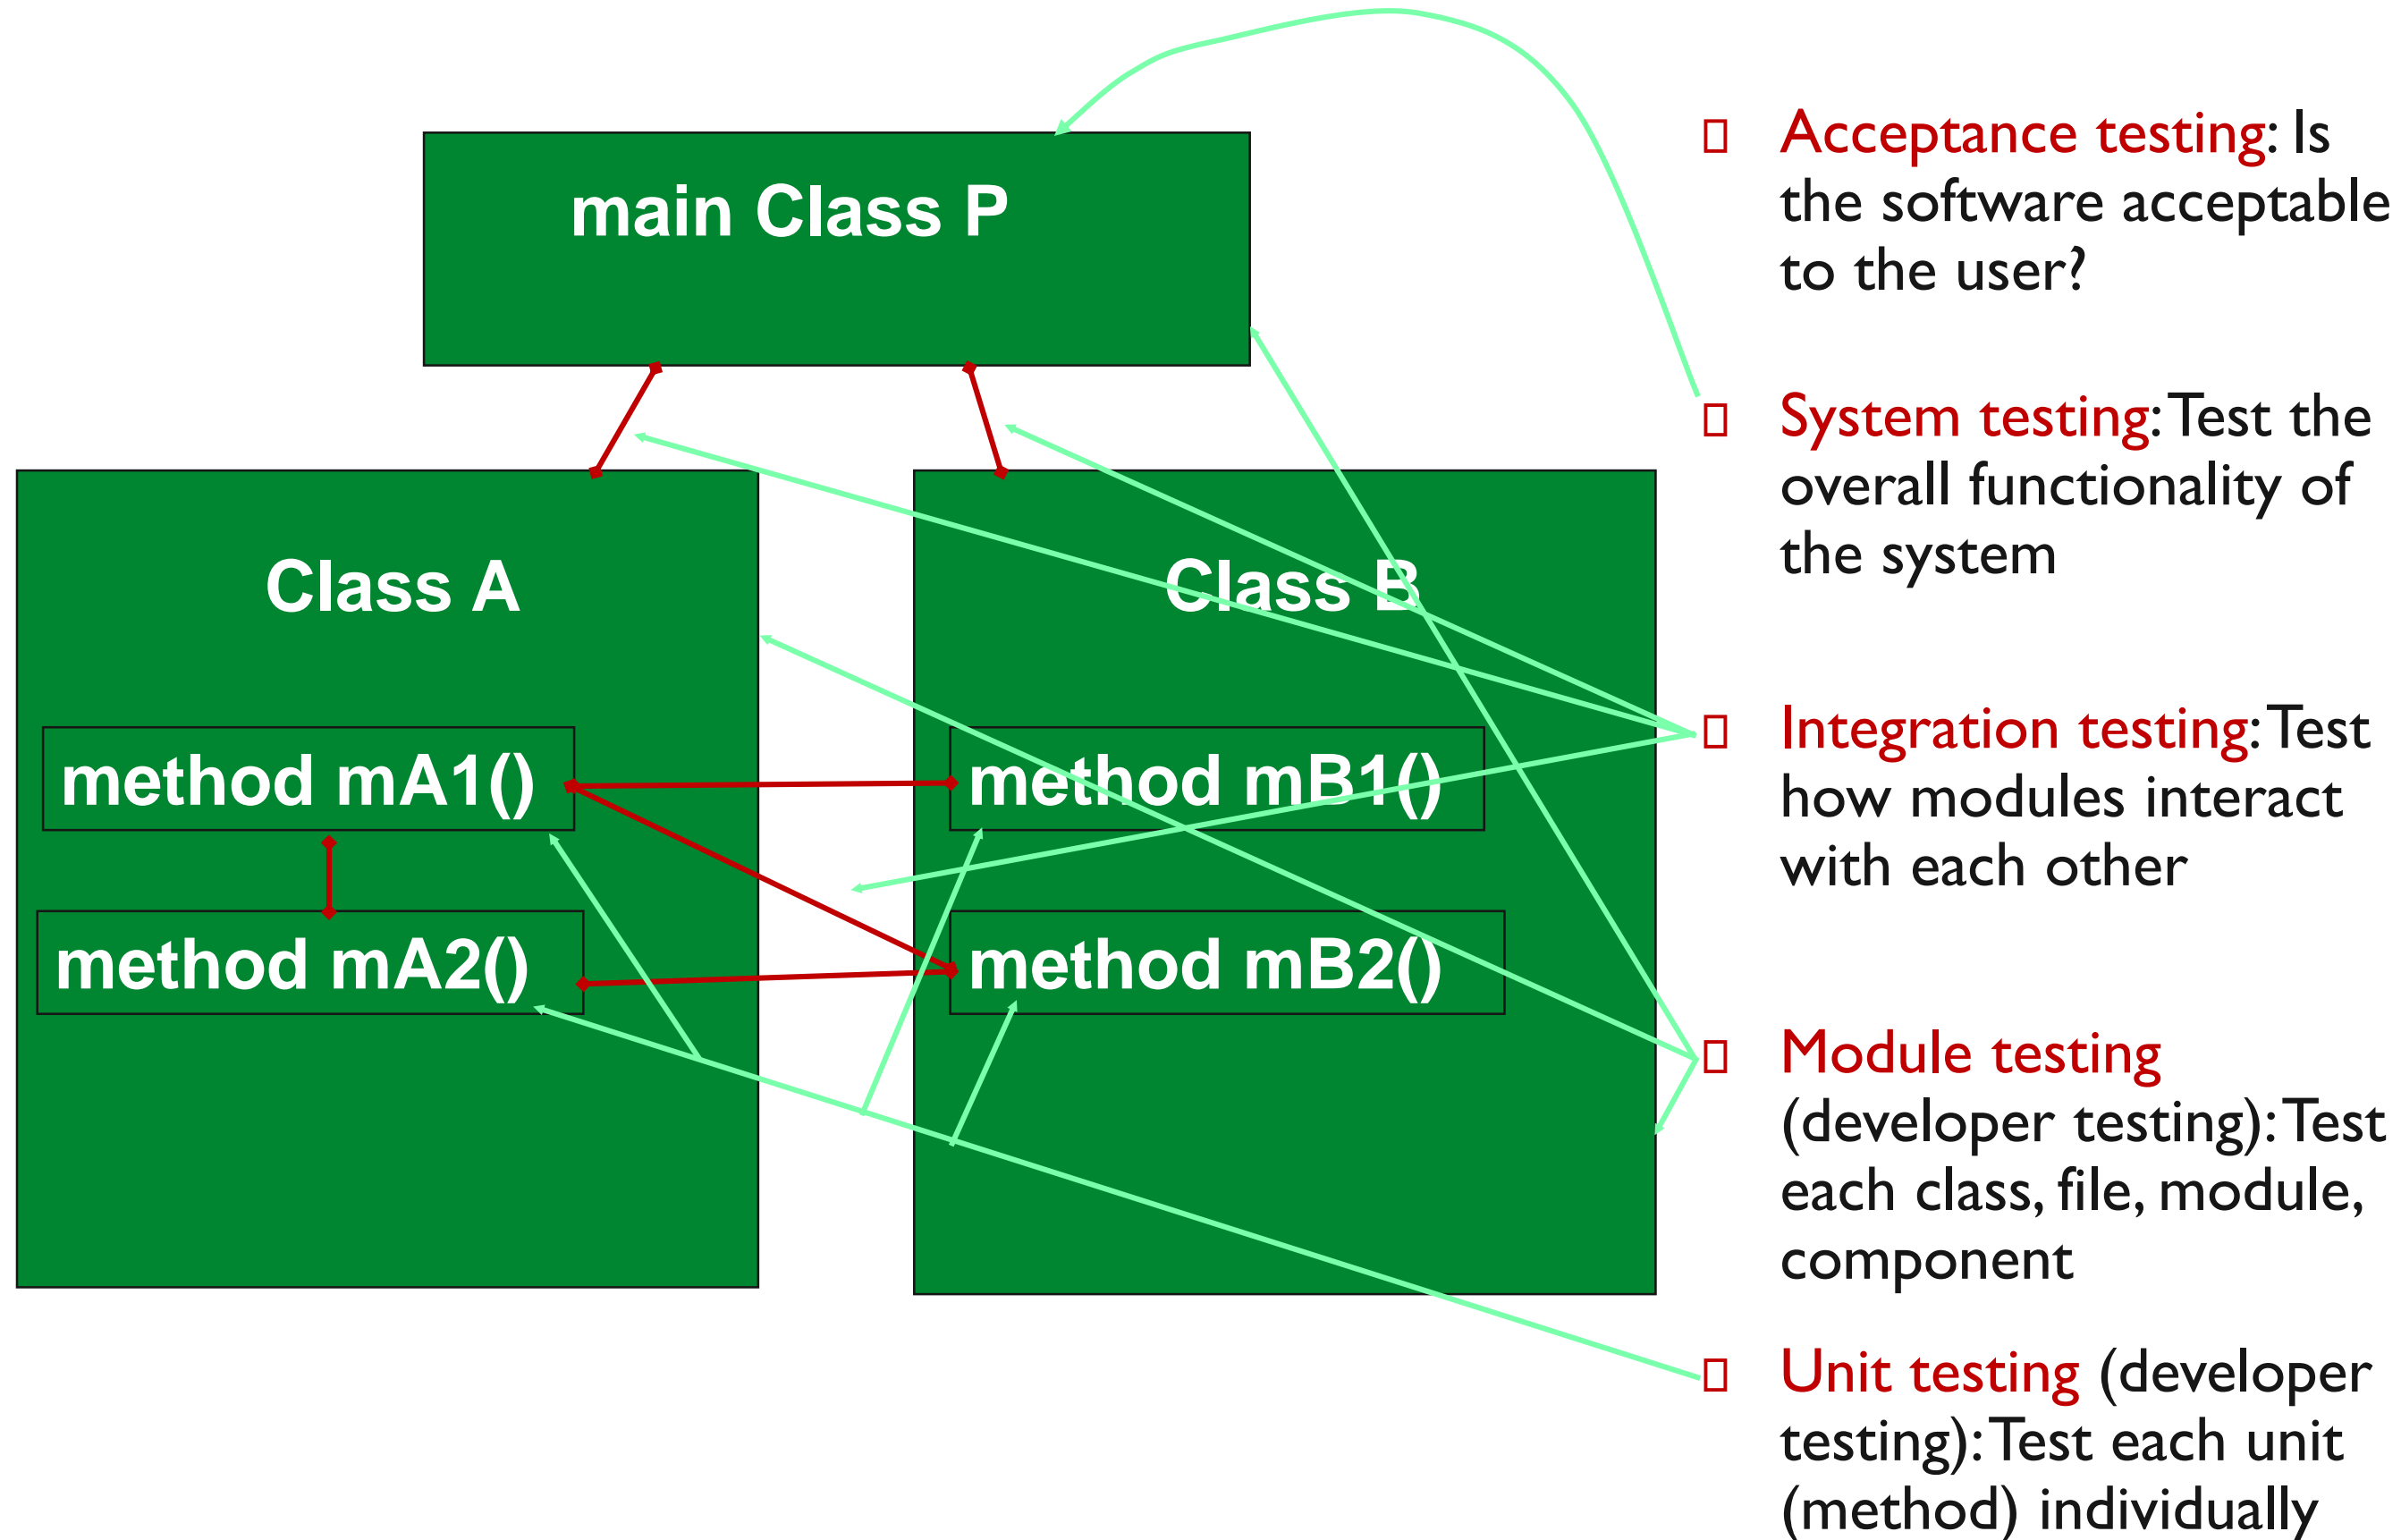 main Class P
Class A
method mA1()
method mA2()
Class B
method mB1()
method mB2()
Acceptance testing: Is
the software acceptable
to the user?
System testing: Test the
overall functionality of
the system
Integration testing: Test
how modules interact
with each other
Module testing
(developer testing): Test
each class, file, module,
component
Unit testing (developer
testing): Test each unit
(method) individually